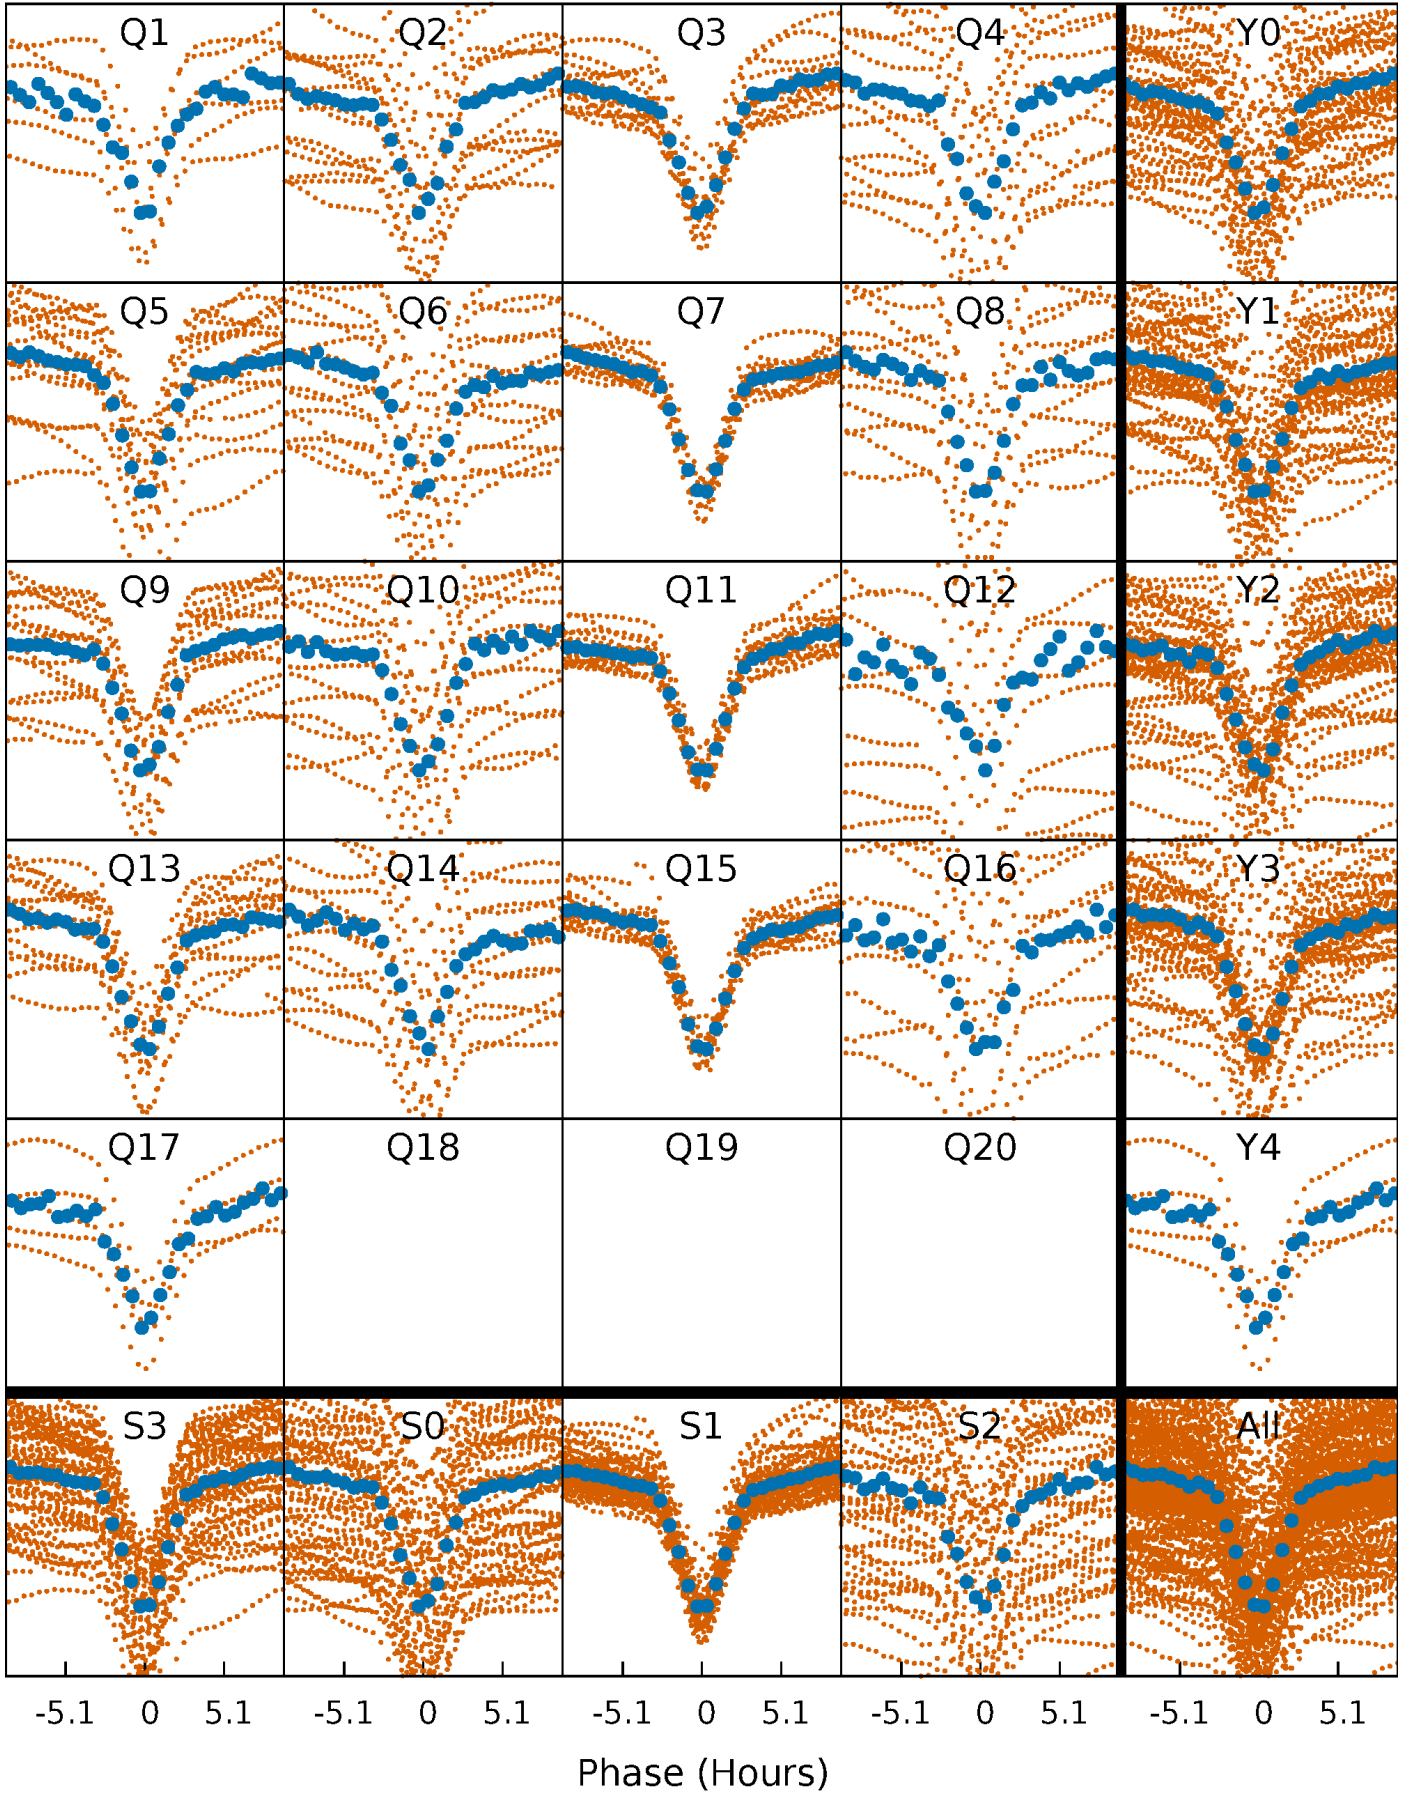 Q1 Q2 Q3 Q4 Y0
Q5 Q6 Q7 Q8 Y1
Q9 Q10 Q11 Q12 Y2
Q13 Q14 Q15 Q16 Y3
Q17 Q18 Q19 Q20 Y4
S3 S0 S1 S2 All
-5.1 0 5.1 -5.1 0 5.1 -5.1 0 5.1 -5.1 0 5.1 -5.1 0 5.1
Phase (Hours)